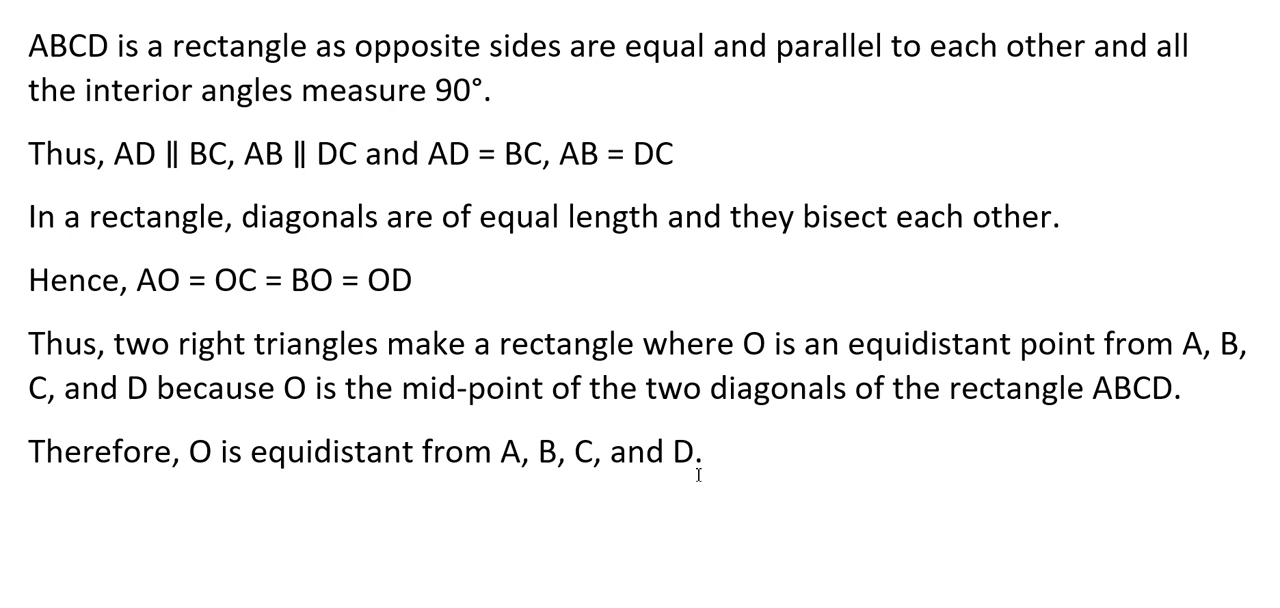 ABCD is a rectangle as opposite sides are equal and parallel to each other and all
the interior angles measure 90°.
Thus, AD ∥ BC, AB ∥ DC and AD = BC, AB = DC
In a rectangle, diagonals are of equal length and they bisect each other.
Hence, AO = OC = BO = OD
Thus, two right triangles make a rectangle where O is an equidistant point from A, B,
C, and D because O is the mid-point of the two diagonals of the rectangle ABCD.
Therefore, O is equidistant from A, B, C, and D.